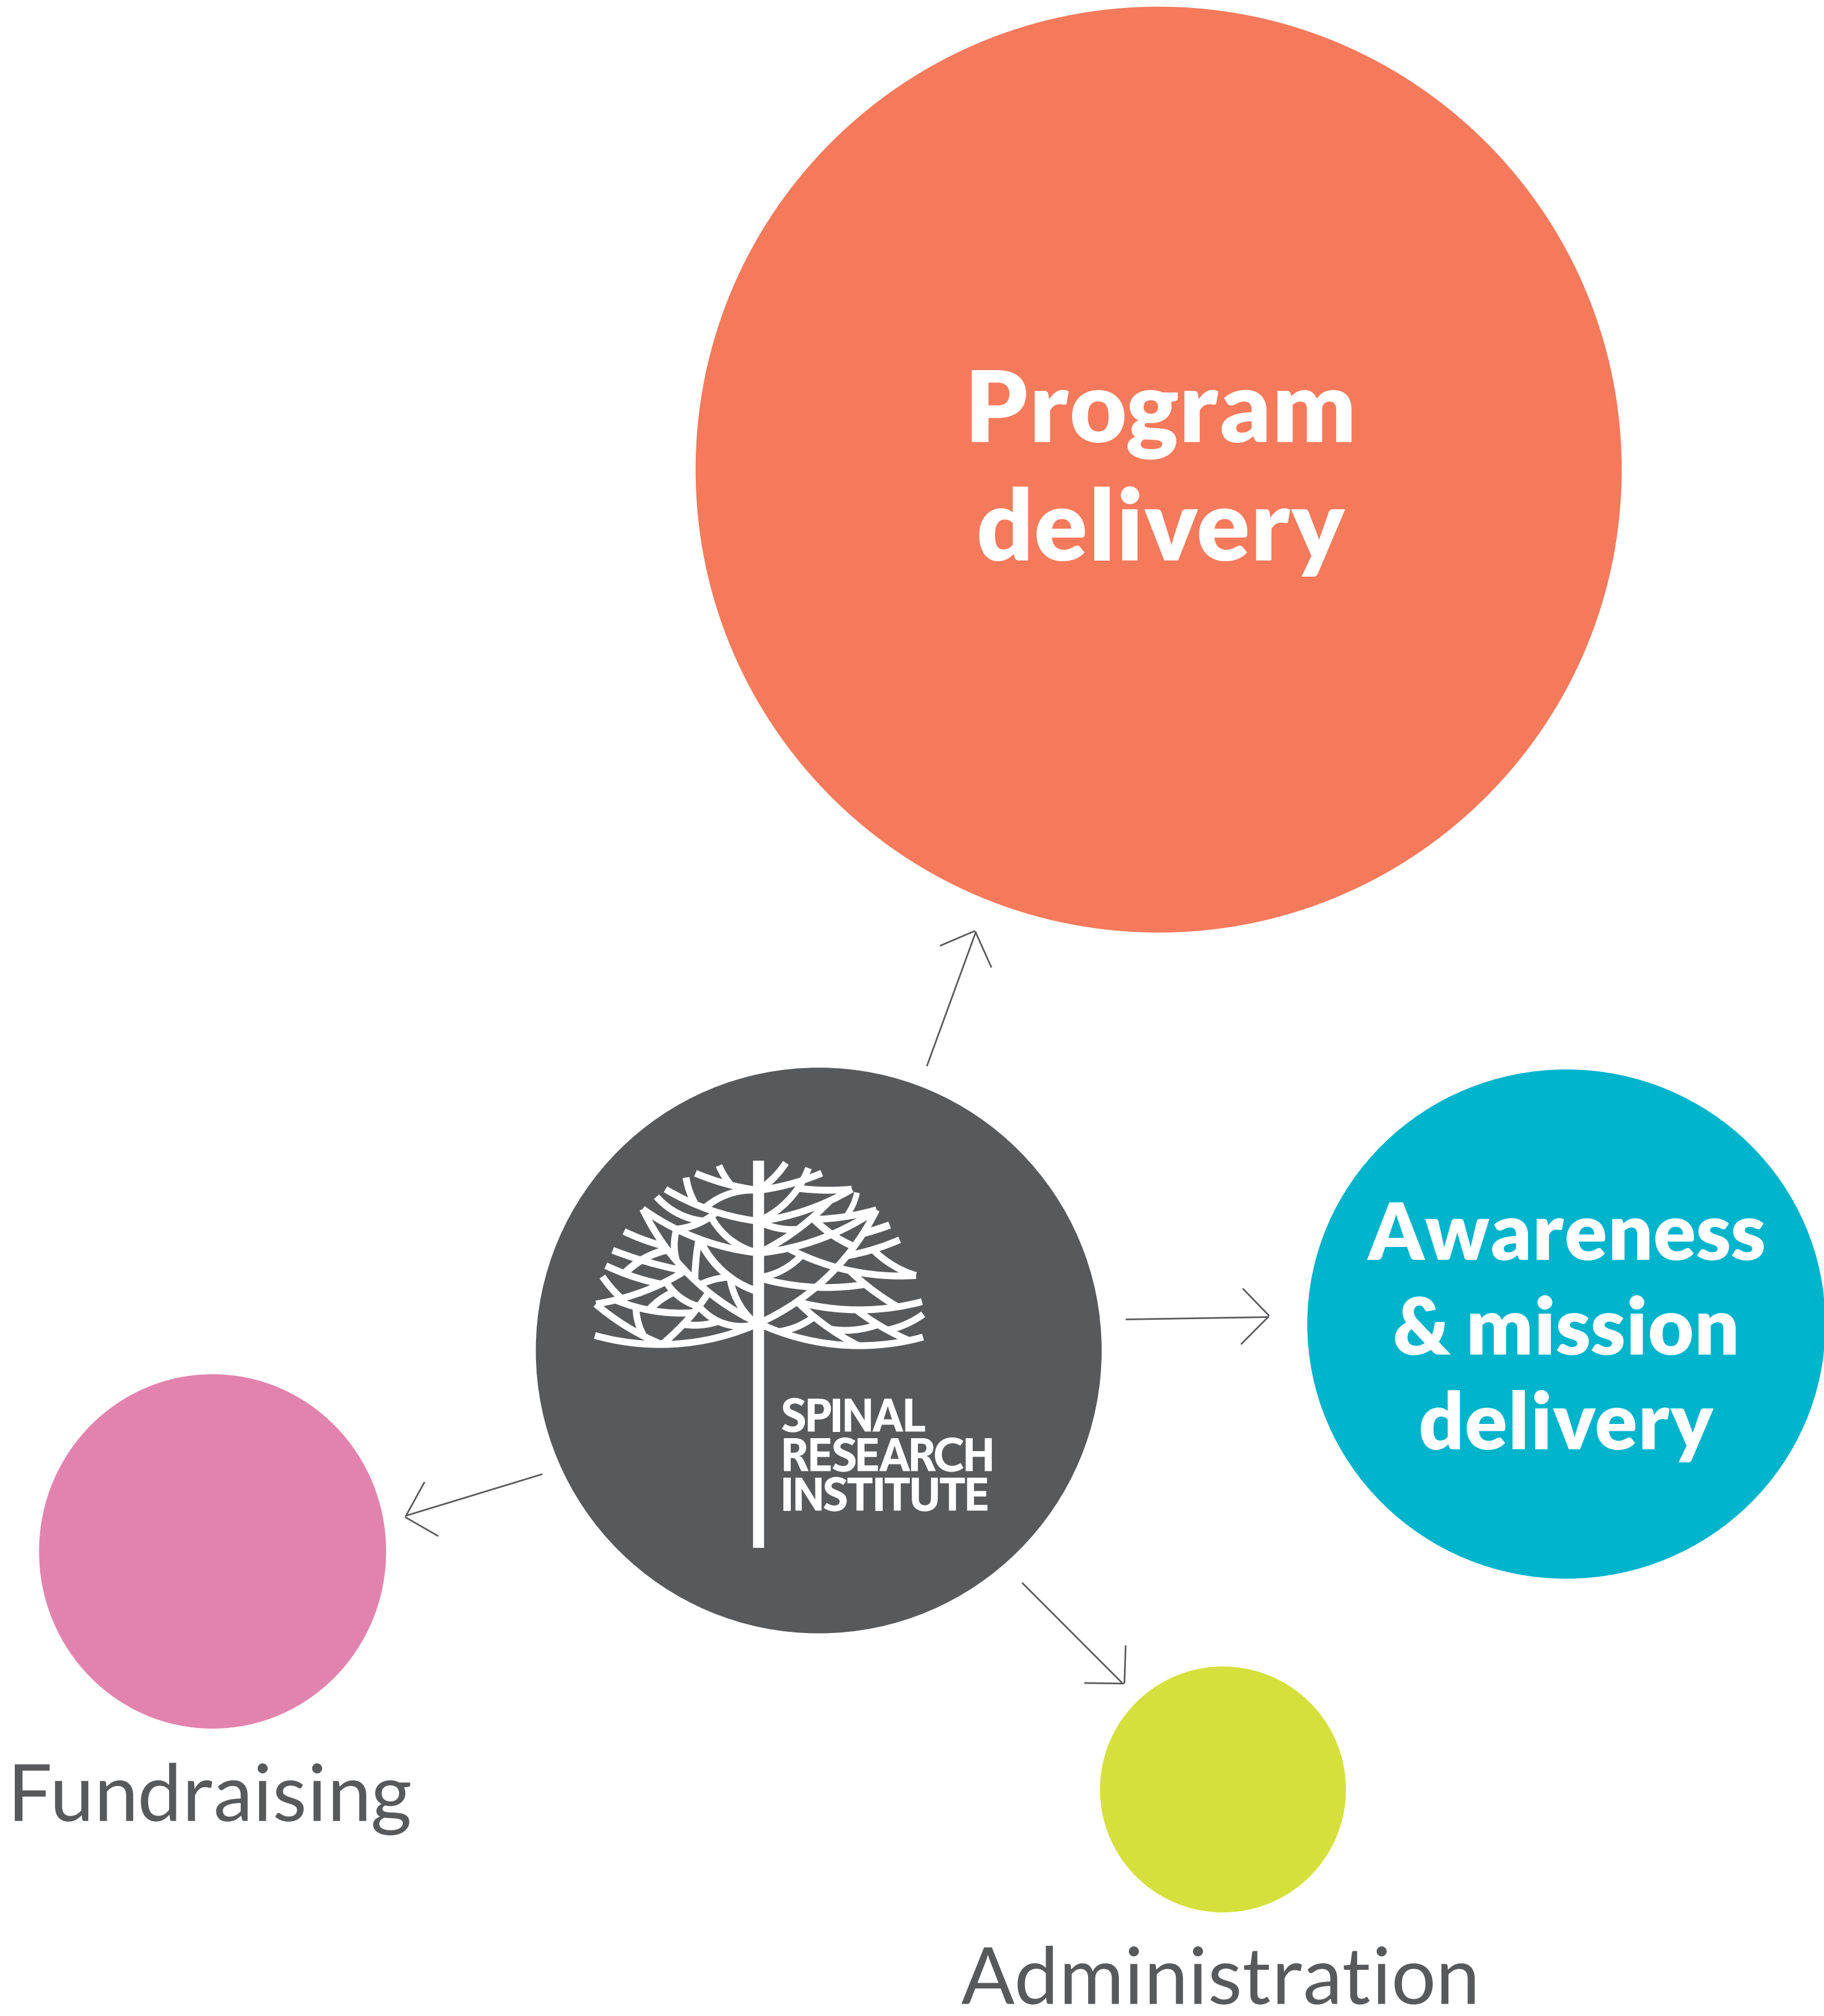 Program
delivery
SPINAL
RESEARCH
INSTITUTE
Awareness
& mission
delivery
Fundraising
Administration